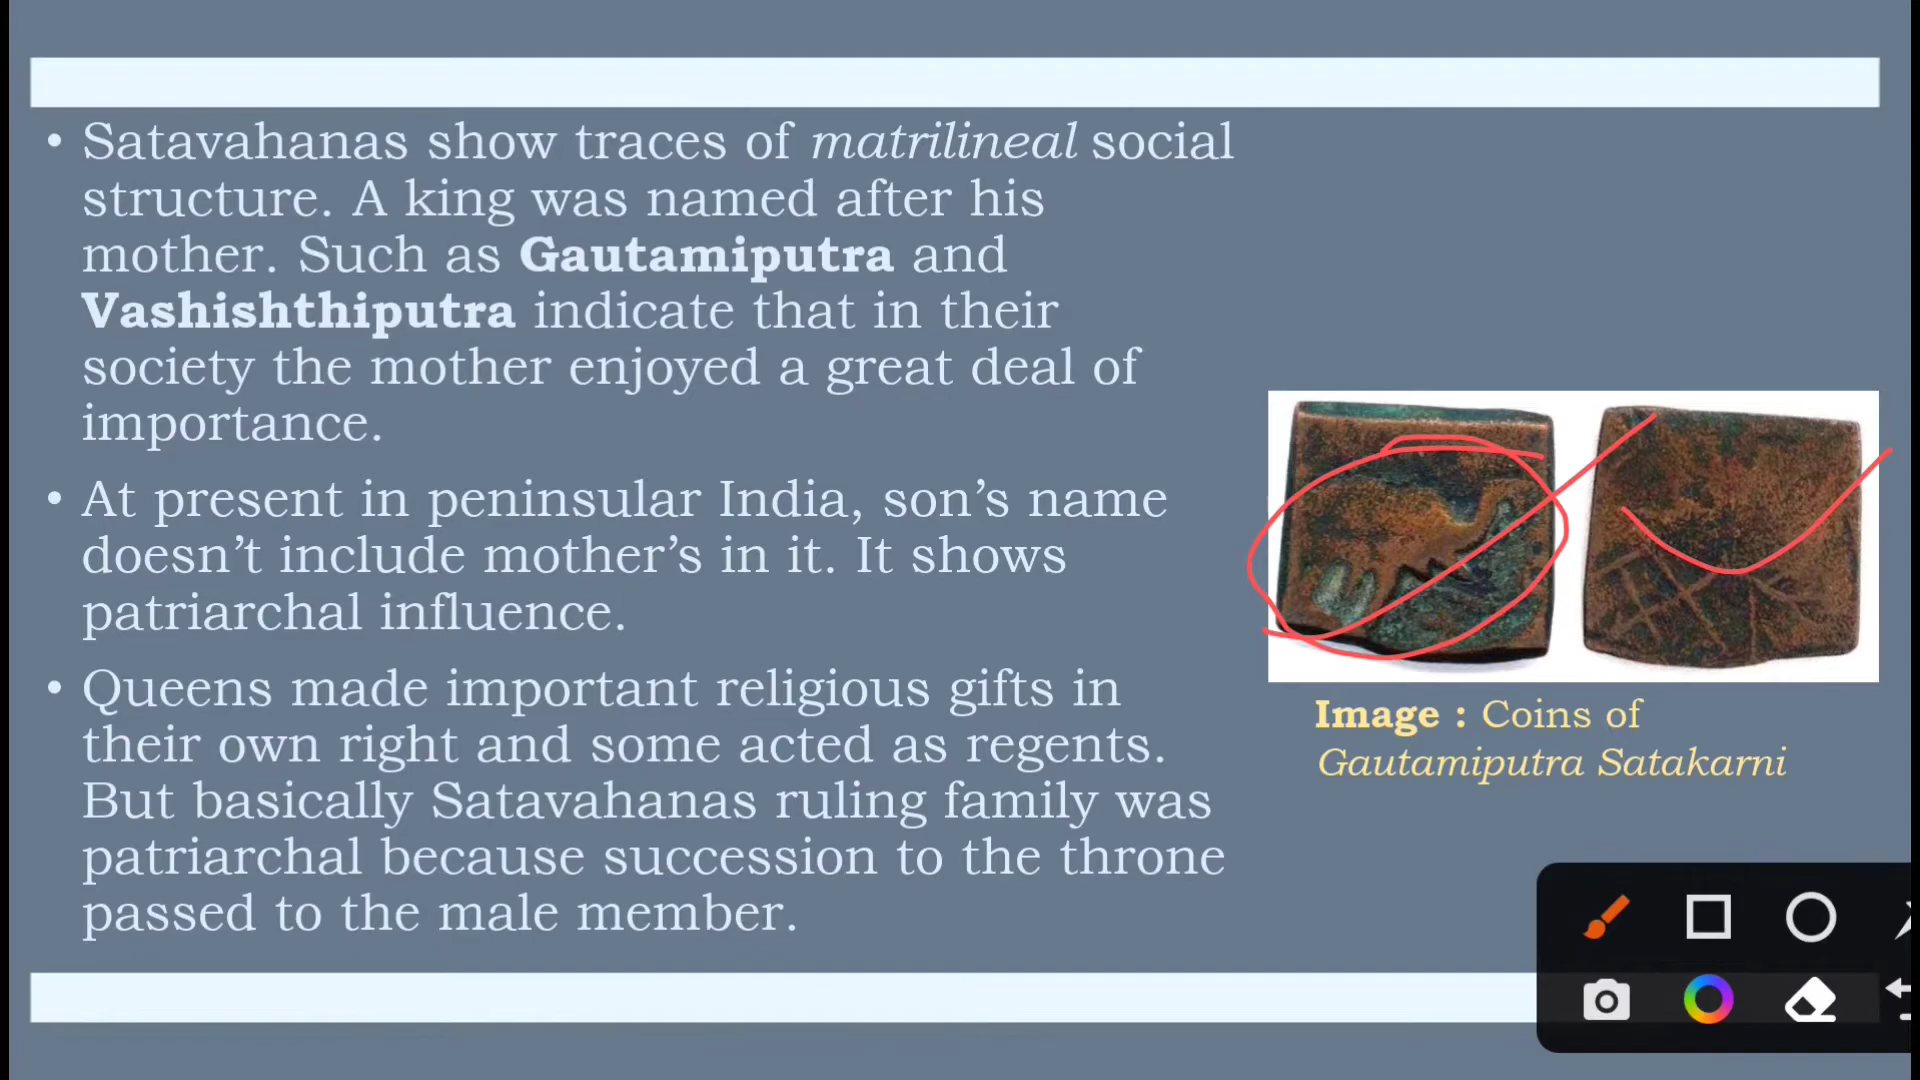 • Satavahanas show traces of matrilineal social
structure. A king was named after his
mother. Such as Gautamiputra and
Vashishthiputra indicate that in their
society the mother enjoyed a great deal of
importance.
• At present in peninsular India, son’s name
doesn’t include mother’s in it. It shows
patriarchal influence.
• Queens made important religious gifts in
their own right and some acted as regents.
But basically Satavahanas ruling family was
patriarchal because succession to the throne
passed to the male member.
Image : Coins of
Gautamiputra Satakarni